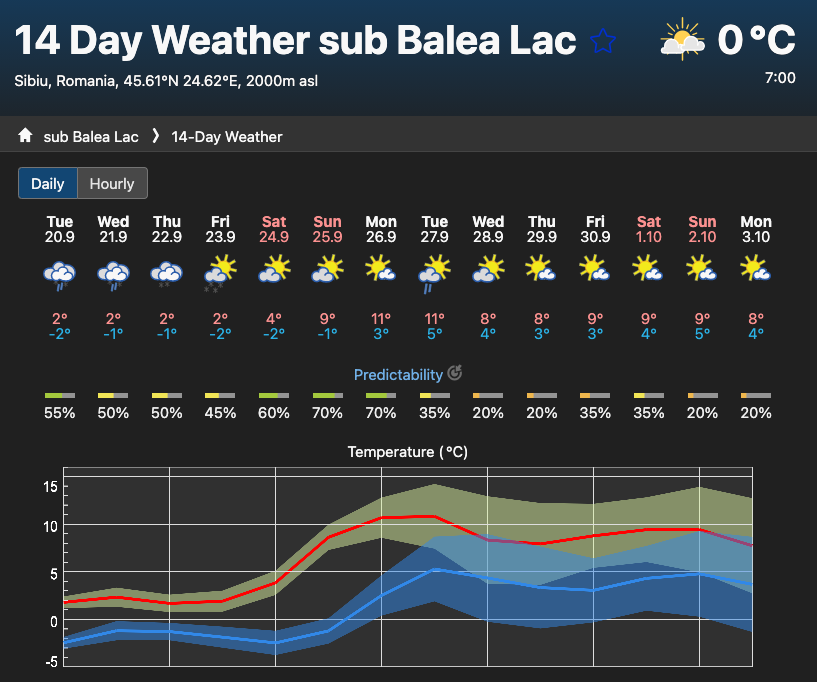 14 Day Weather sub Balea Lac
0 °C
Sibiu, Romania, 45.61°N 24.62°E, 2000m asl
7:00
sub Balea Lac ❯ 14-Day Weather
Daily Hourly
Tue Wed Thu Fri Sat Sun Mon Tue Wed Thu Fri Sat Sun Mon
20.9 21.9 22.9 23.9 24.9 25.9 26.9 27.9 28.9 29.9 30.9 1.10 2.10 3.10
2° 2° 2° 2° 4° 9° 11° 11° 8° 8° 9° 9° 9° 8°
-2° -1° -1° -2° -2° -1° 3° 5° 4° 3° 3° 4° 5° 4°
Predictability
55% 50% 50% 45% 60% 70% 70% 35% 20% 20% 35% 35% 20% 20%
Temperature (°C)
15
10
5
0
-5